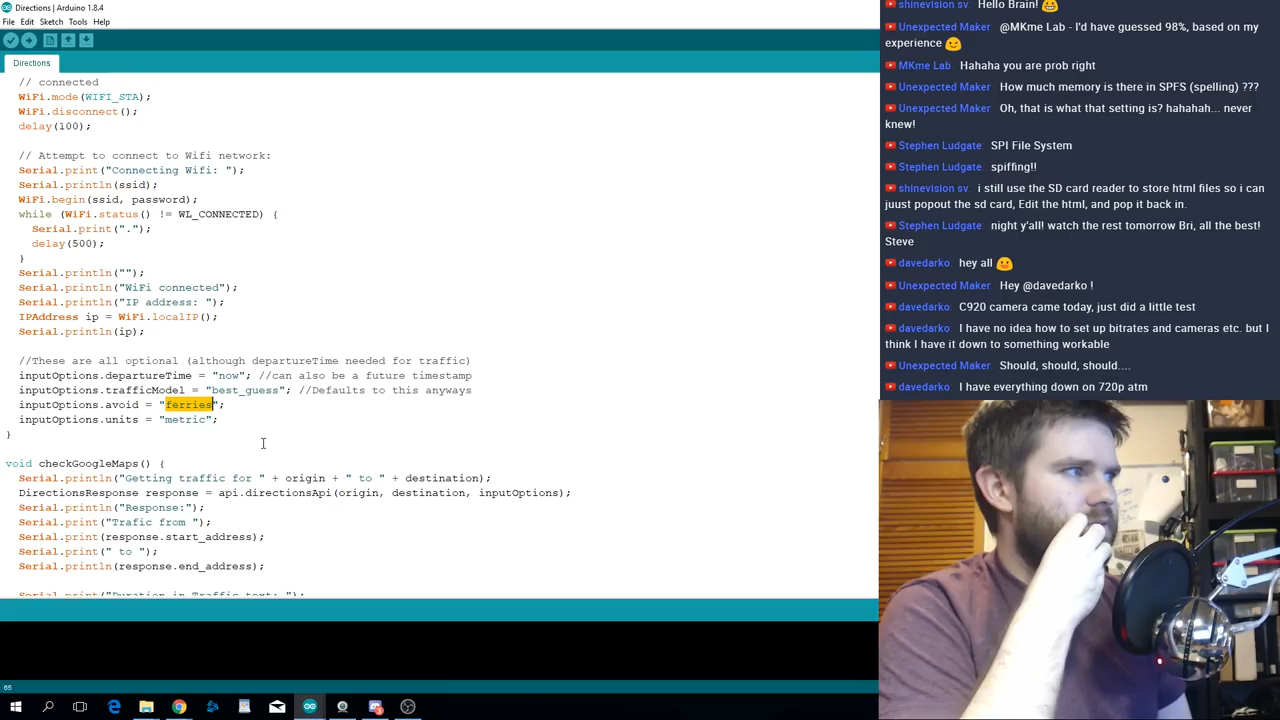 Directions | Arduino 1.8.4
File Edit Sketch Tools Help
Directions
// connected
WiFi.mode(WIFI_STA);
WiFi.disconnect();
delay(100);
// Attempt to connect to Wifi network:
Serial.print("Connecting Wifi: ");
Serial.println(ssid);
WiFi.begin(ssid, password);
while (WiFi.status() != WL_CONNECTED) {
Serial.print(".");
delay(500);
}
Serial.println("");
Serial.println("WiFi connected");
Serial.println("IP address: ");
IPAddress ip = WiFi.localIP();
Serial.println(ip);
//These are all optional (although departureTime needed for traffic)
inputOptions.departureTime = "now"; //can also be a future timestamp
inputOptions.trafficModel = "best_guess"; //Defaults to this anyways
inputOptions.avoid = "ferries";
inputOptions.units = "metric";
}
void checkGoogleMaps() {
Serial.println("Getting traffic for " + origin + " to " + destination);
DirectionsResponse response = api.directionsApi(origin, destination, inputOptions);
Serial.println("Response:");
Serial.print("Trafic from ");
Serial.print(response.start_address);
Serial.print(" to ");
Serial.println(response.end_address);
Serial.print("Duration in Traffic text: ");
65
shinevision sv: Hello Brain! 😀
Unexpected Maker: @MKme Lab - I'd have guessed 98%, based on my
experience 😉
MKme Lab: Hahaha you are prob right
Unexpected Maker: How much memory is there in SPFS (spelling) ???
Unexpected Maker: Oh, that is what that setting is? hahahah... never
knew!
Stephen Ludgate: SPI File System
Stephen Ludgate: spiffing!!
shinevision sv: i still use the SD card reader to store html files so i can
juust popout the sd card, Edit the html, and pop it back in.
Stephen Ludgate: night y'all! watch the rest tomorrow Bri, all the best!
Steve
davedarko: hey all 😀
Unexpected Maker: Hey @davedarko !
davedarko: C920 camera came today, just did a little test
davedarko: I have no idea how to set up bitrates and cameras etc. but I
think I have it down to something workable
Unexpected Maker: Should, should, should....
davedarko: I have everything down on 720p atm